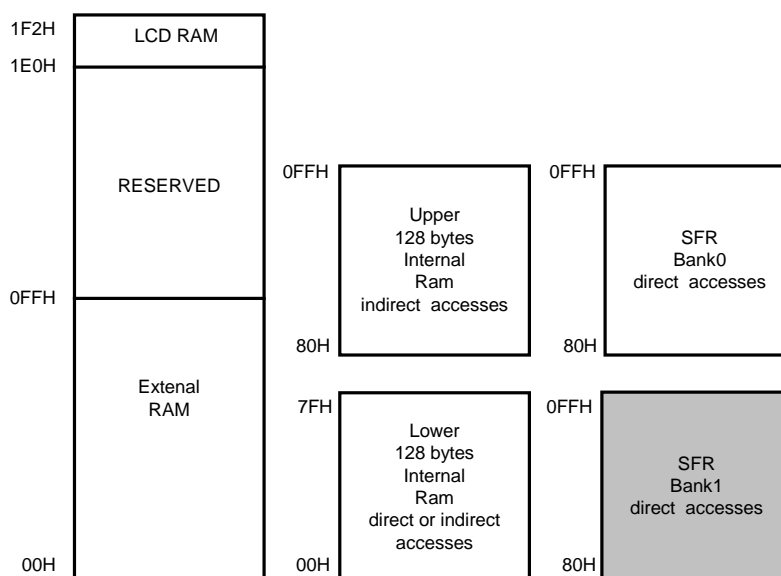 1F2H
LCD RAM
1E0H
RESERVED
0FFH
Extenal
RAM
00H
0FFH
Upper
128 bytes
Internal
Ram
indirect accesses
80H
7FH
Lower
128 bytes
Internal
Ram
direct or indirect
accesses
00H
0FFH
SFR
Bank0
direct accesses
80H
0FFH
SFR
Bank1
direct accesses
80H